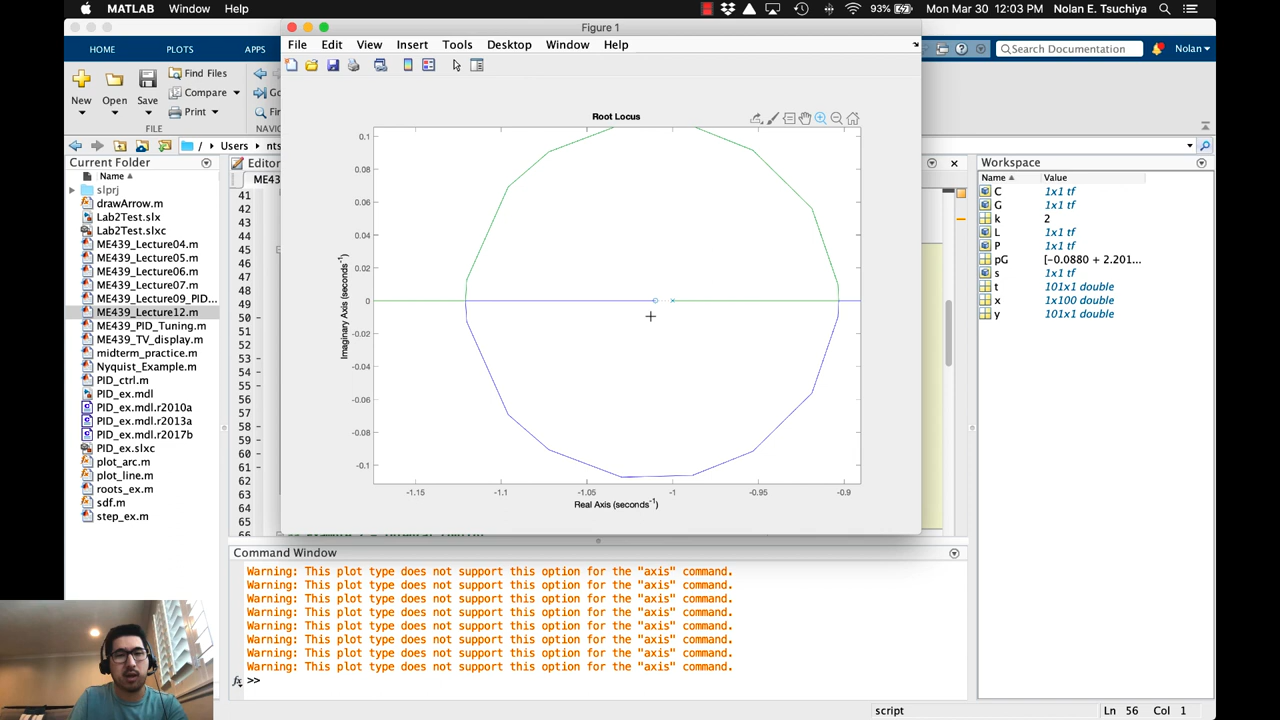 MATLAB Window Help 93% Mon Mar 30 12:03 PM Nolan E. Tsuchiya
Figure 1
HOME PLOTS APPS Search Documentation Nolan
File Edit View Insert Tools Desktop Window Help
New Open Save Find Files Compare Print
FILE
Users
Current Folder
Name
slprj
drawArrow.m
Lab2Test.slx
Lab2Test.slxc
ME439_Lecture04.m
ME439_Lecture05.m
ME439_Lecture06.m
ME439_Lecture07.m
ME439_Lecture09_PID...
ME439_Lecture12.m
ME439_PID_Tuning.m
ME439_TV_display.m
midterm_practice.m
Nyquist_Example.m
PID_ctrl.m
PID_ex.mdl
PID_ex.mdl.r2010a
PID_ex.mdl.r2013a
PID_ex.mdl.r2017b
PID_ex.slxc
plot_arc.m
plot_line.m
roots_ex.m
sdf.m
step_ex.m
41
42
43
44
45
46
47
48
49
50
51
52
53
54
55
56
57
58
59
60
61
62
63
64
65
66
Root Locus
0.1
0.08
0.06
0.04
0.02
0
-0.02
-0.04
-0.06
-0.08
-0.1
Imaginary Axis (seconds-1)
-1.15 -1.1 -1.05 -1 -0.95 -0.9
Real Axis (seconds-1)
Workspace
Name Value
C 1x1 tf
G 1x1 tf
k 2
L 1x1 tf
P 1x1 tf
pG [-0.0880 + 2.201...
s 1x1 tf
t 101x1 double
x 1x100 double
y 101x1 double
Command Window
Warning: This plot type does not support this option for the "axis" command.
Warning: This plot type does not support this option for the "axis" command.
Warning: This plot type does not support this option for the "axis" command.
Warning: This plot type does not support this option for the "axis" command.
Warning: This plot type does not support this option for the "axis" command.
Warning: This plot type does not support this option for the "axis" command.
Warning: This plot type does not support this option for the "axis" command.
Warning: This plot type does not support this option for the "axis" command.
fx >>
script Ln 56 Col 1